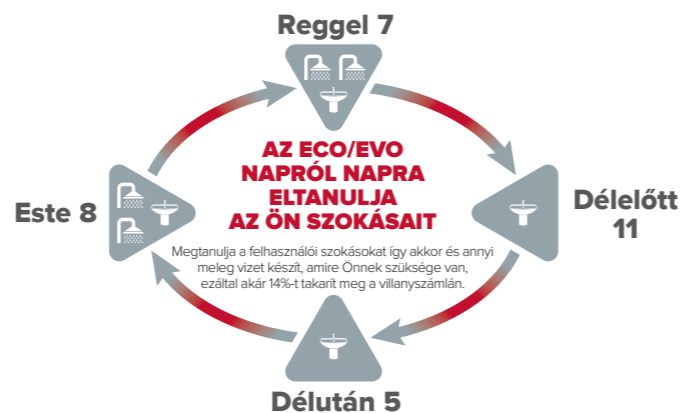 Reggel 7
AZ ECO/EVO
NAPRÓL NAPRA
ELTANULJA
AZ ÖN SZOKÁSAIT
Megtanulja a felhasználói szokásokat így akkor és annyi
meleg vizet készít, amire Önnek szüksége van,
ezáltal akár 14%-t takarít meg a villanyszámlán.
Este 8
Délelőtt
11
Délután 5